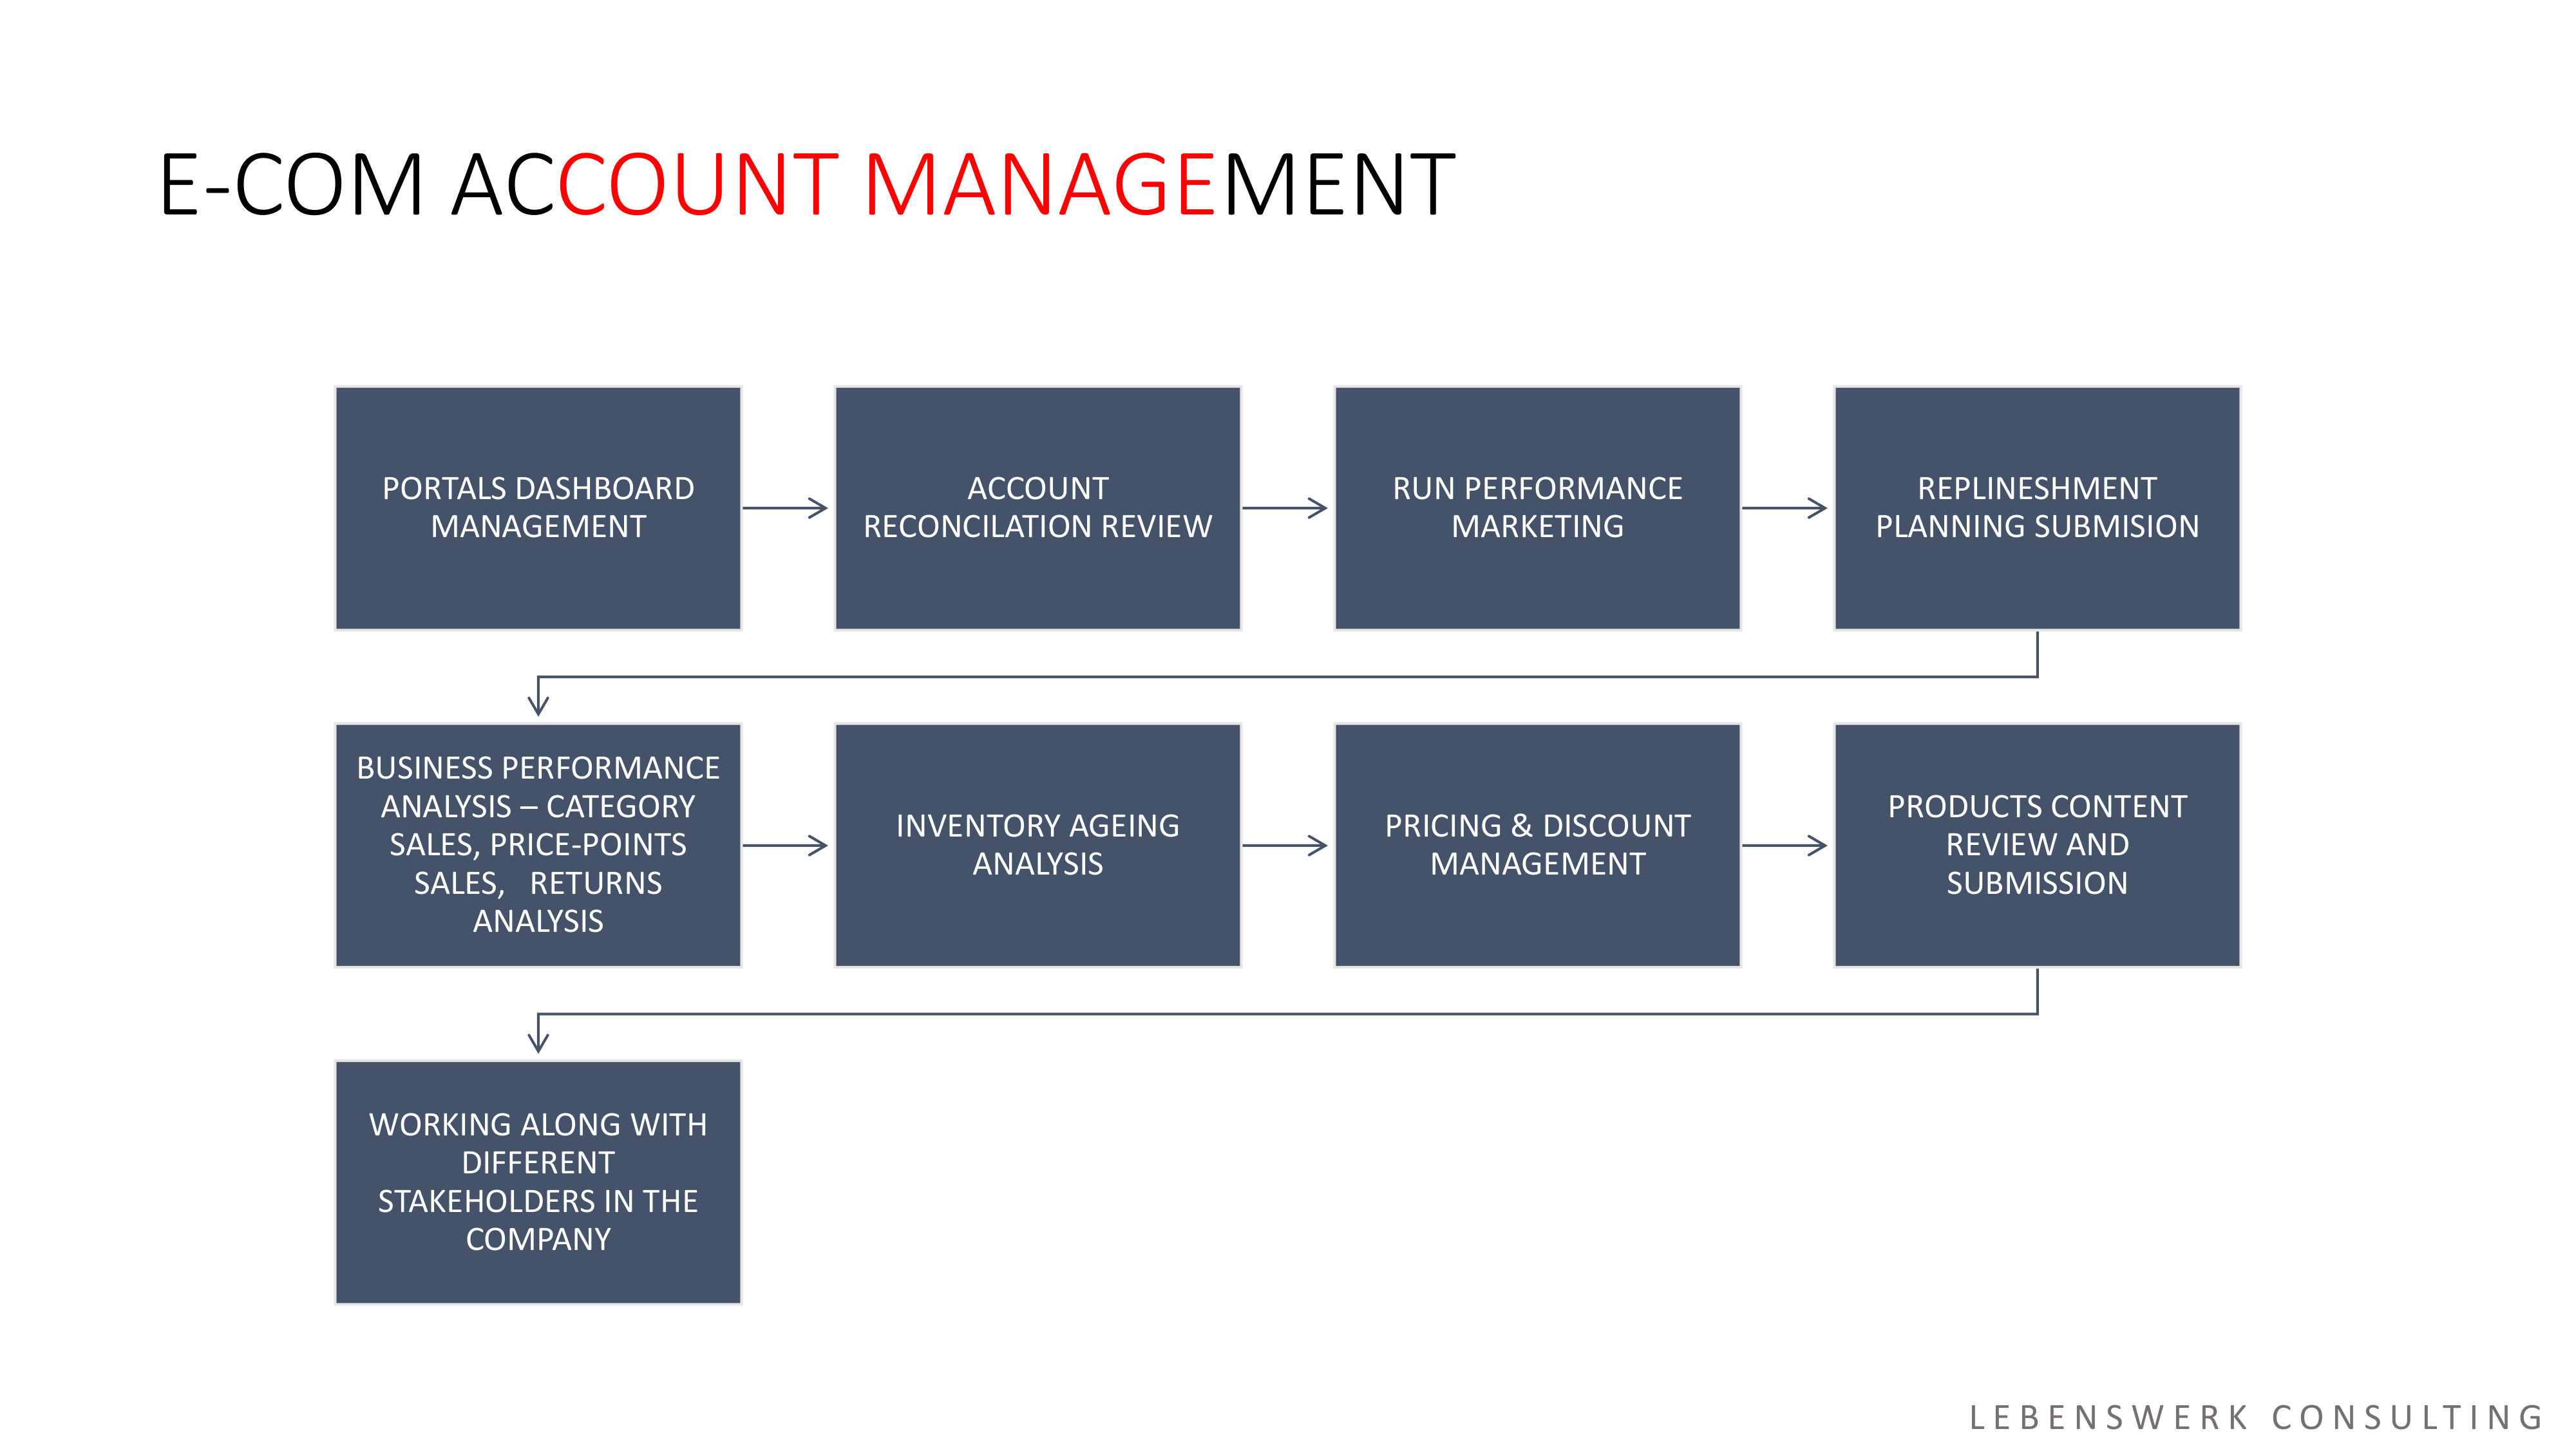 E-COM ACCOUNT MANAGEMENT
PORTALS DASHBOARD
MANAGEMENT
ACCOUNT
RECONCILATION REVIEW
RUN PERFORMANCE
MARKETING
REPLINESHMENT
PLANNING SUBMISION
BUSINESS PERFORMANCE
ANALYSIS – CATEGORY
SALES, PRICE-POINTS
SALES,   RETURNS
ANALYSIS
INVENTORY AGEING
ANALYSIS
PRICING & DISCOUNT
MANAGEMENT
PRODUCTS CONTENT
REVIEW AND
SUBMISSION
WORKING ALONG WITH
DIFFERENT
STAKEHOLDERS IN THE
COMPANY
LEBENSWERK CONSULTING